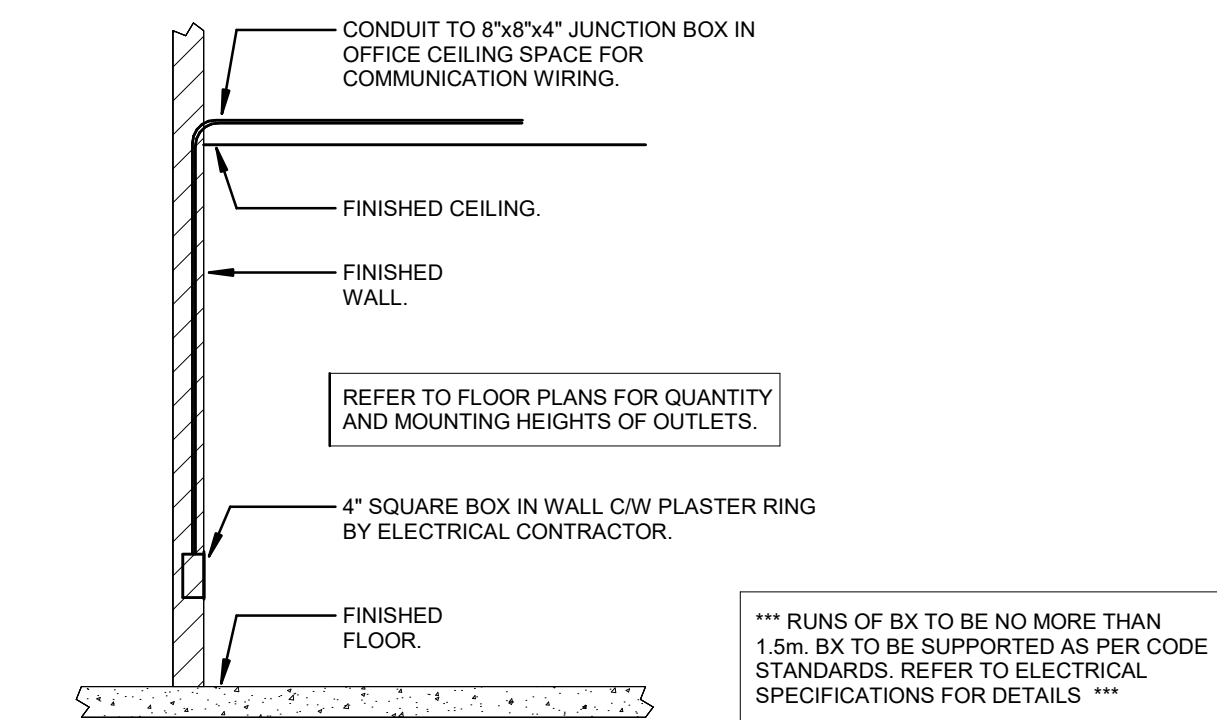 CONDUIT TO 8"x8"x4" JUNCTION BOX IN
OFFICE CEILING SPACE FOR
COMMUNICATION WIRING.
FINISHED CEILING.
FINISHED
WALL.
REFER TO FLOOR PLANS FOR QUANTITY
AND MOUNTING HEIGHTS OF OUTLETS.
4" SQUARE BOX IN WALL C/W PLASTER RING
BY ELECTRICAL CONTRACTOR.
FINISHED
FLOOR.
*** RUNS OF BX TO BE NO MORE THAN
1.5m. BX TO BE SUPPORTED AS PER CODE
STANDARDS. REFER TO ELECTRICAL
SPECIFICATIONS FOR DETAILS ***